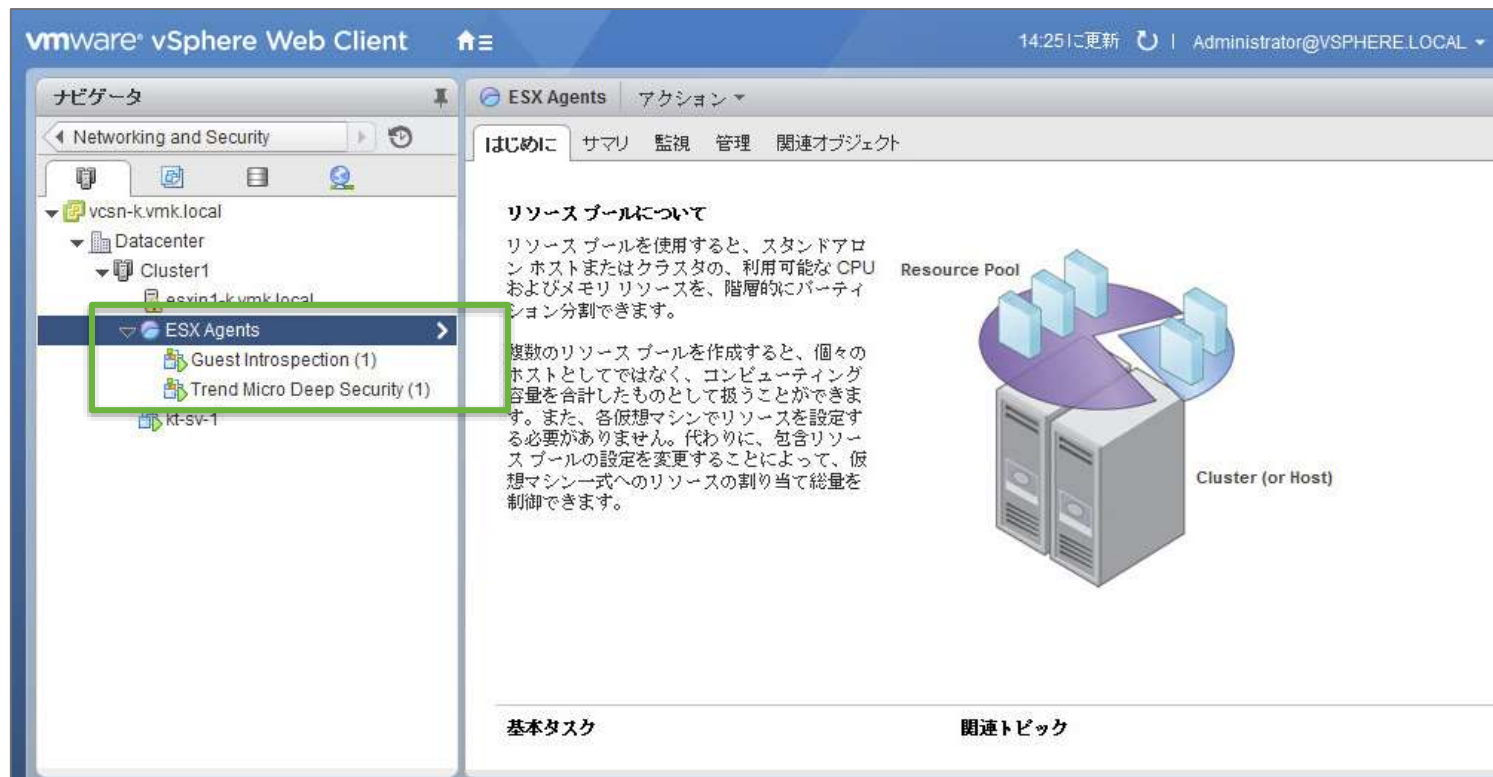 vmware® vSphere Web Client
14:25に更新 | Administrator@VSPHERE.LOCAL
ナビゲータ
Networking and Security
vcsn-k.vmk.local
Datacenter
Cluster1
esxin1-k.vmk.local
ESX Agents
Guest Introspection (1)
Trend Micro Deep Security (1)
kt-sv-1
ESX Agents アクション
はじめに サマリ 監視 管理 関連オブジェクト
リソース プールについて
リソース プールを使用すると、スタンドアロ
ン ホストまたはクラスタの、利用可能な CPU
およびメモリ リソースを、階層的にパーティ
ション分割できます。
複数のリソース プールを作成すると、個々の
ホストとしてではなく、コンピューティング
容量を合計したものとして扱うことができま
す。また、各仮想マシンでリソースを設定す
る必要がありません。代わりに、包含リソー
ス プールの設定を変更することによって、仮
想マシン一式へのリソースの割り当て総量を
制御できます。
Resource Pool
Cluster (or Host)
基本タスク
関連トピック